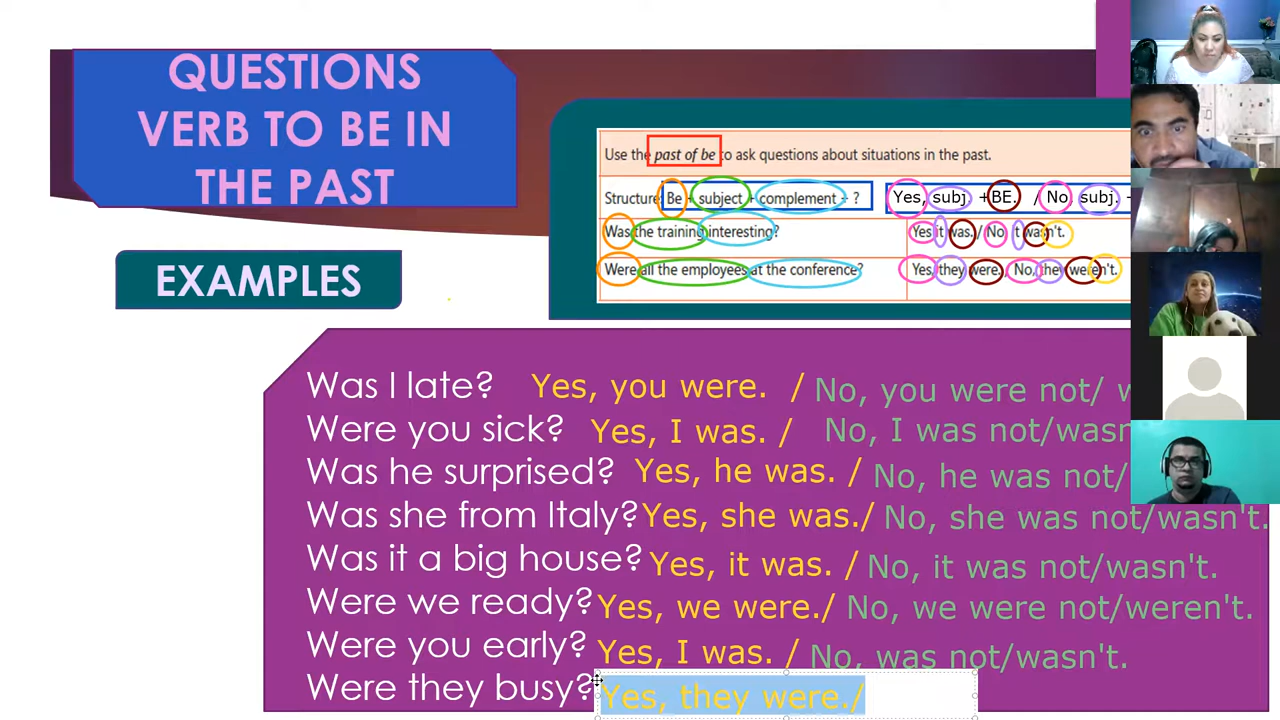 QUESTIONS
VERB TO BE IN
THE PAST
Use the past of be to ask questions about situations in the past.
Structure: Be + subject + complement + ?
Yes, subj. +BE. / No, subj. +
Was the training interesting?
Yes it was. / No, it wasn't.
Were all the employees at the conference?
Yes, they were. / No, they weren't.
EXAMPLES
Was I late? Yes, you were. / No, you were not/ w
Were you sick? Yes, I was. / No, I was not/wasn
Was he surprised? Yes, he was. / No, he was not/
Was she from Italy? Yes, she was./ No, she was not/wasn't.
Was it a big house? Yes, it was. / No, it was not/wasn't.
Were we ready? Yes, we were./ No, we were not/weren't.
Were you early? Yes, I was. / No, was not/wasn't.
Were they busy? Yes, they were./